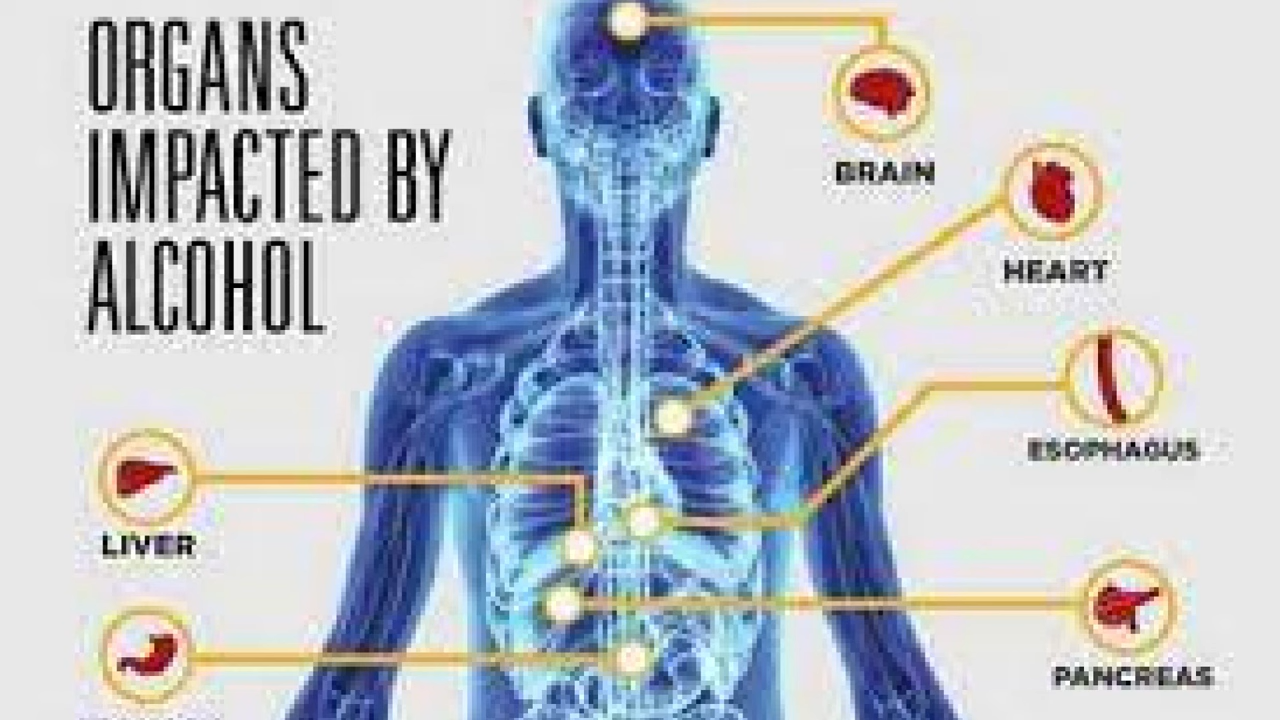 ORGANS
IMPACTED BY
ALCOHOL
BRAIN
HEART
ESOPHAGUS
LIVER
PANCREAS